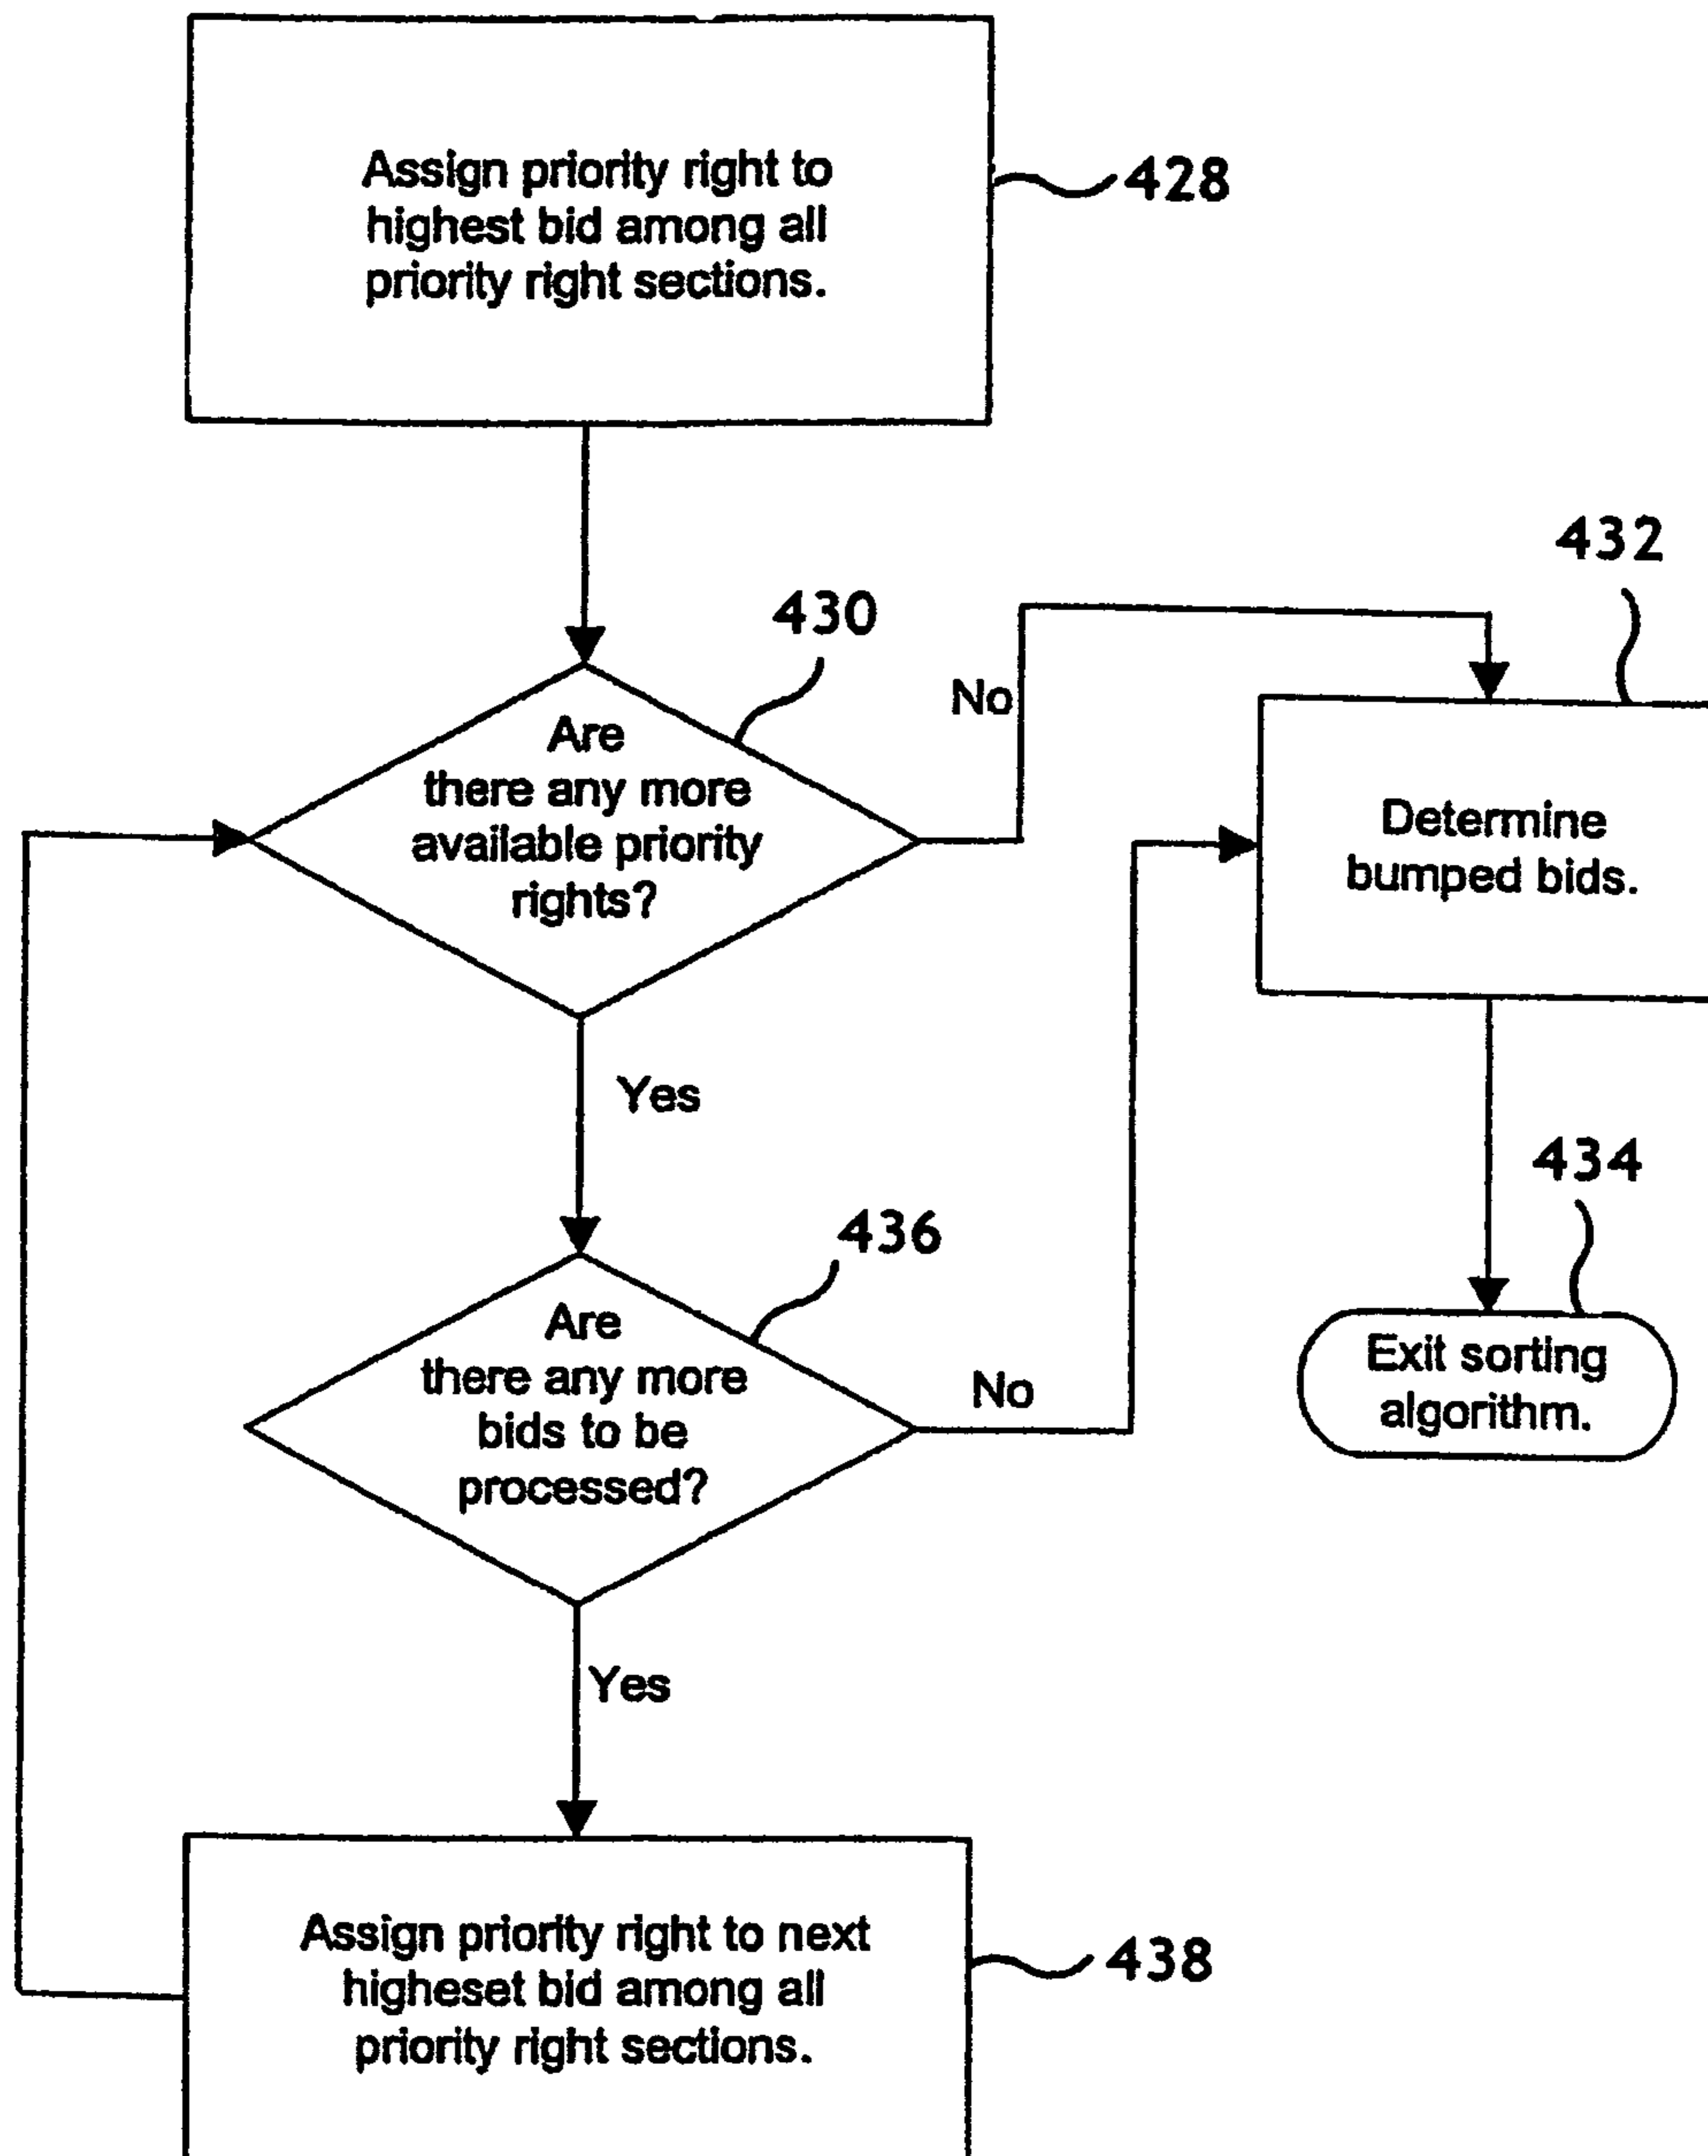 Assign priority right to
highest bid among all
priority right sections.
428
430
Are
there any more
available priority
rights?
No
432
Determine
bumped bids.
Yes
434
Exit sorting
algorithm.
436
Are
there any more
bids to be
processed?
No
Yes
Assign priority right to next
higheset bid among all
priority right sections.
438